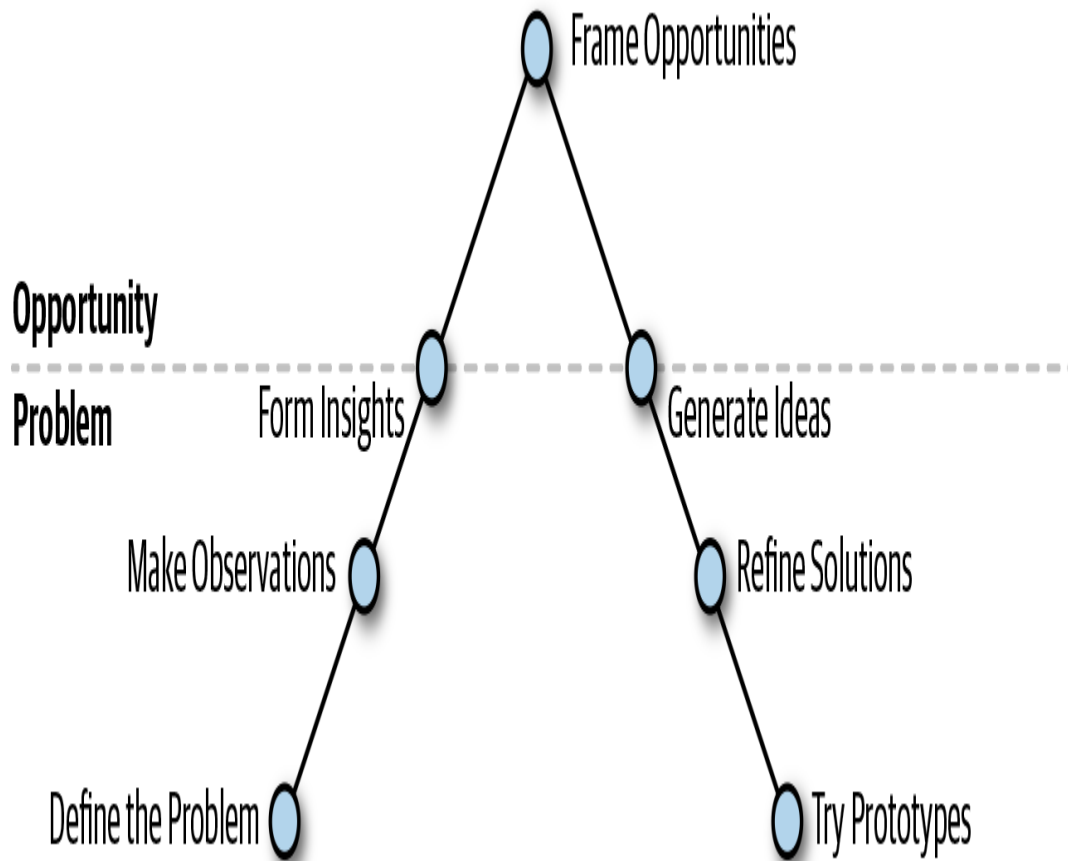 Frame Opportunities
Opportunity
Problem
Form Insights
Generate Ideas
Make Observations
Refine Solutions
Define the Problem
Try Prototypes